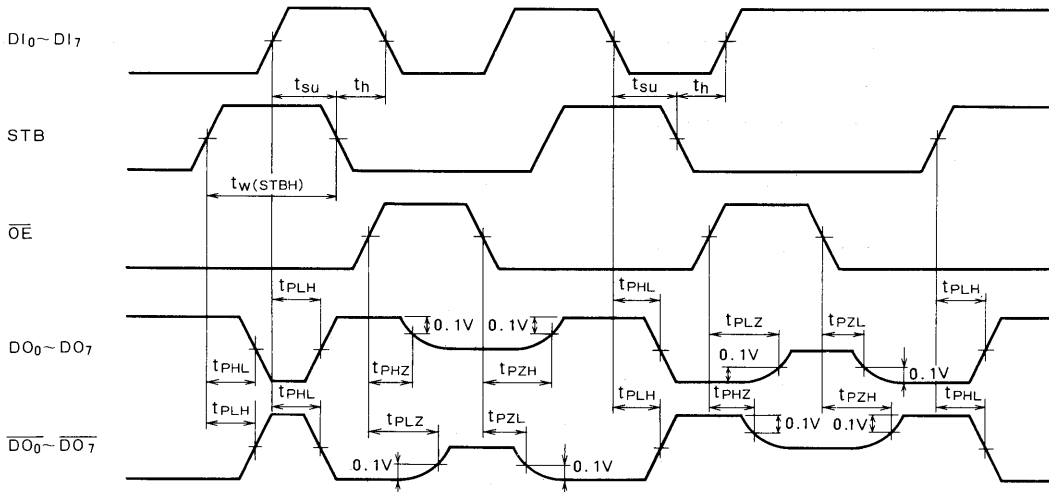 DI₀~DI₇
tsu th tsu th
STB
tw(STBH)
OE
tPLH tPHL tPLH
DO₀~DO₇
0.1V 0.1V tPLZ tPZL
tPHL tPHZ tPZH 0.1V 0.1V
tPLH tPHL tPLZ tPZL tPLH tPHZ tPZH tPHL
DO₀~DO₇
0.1V 0.1V 0.1V 0.1V